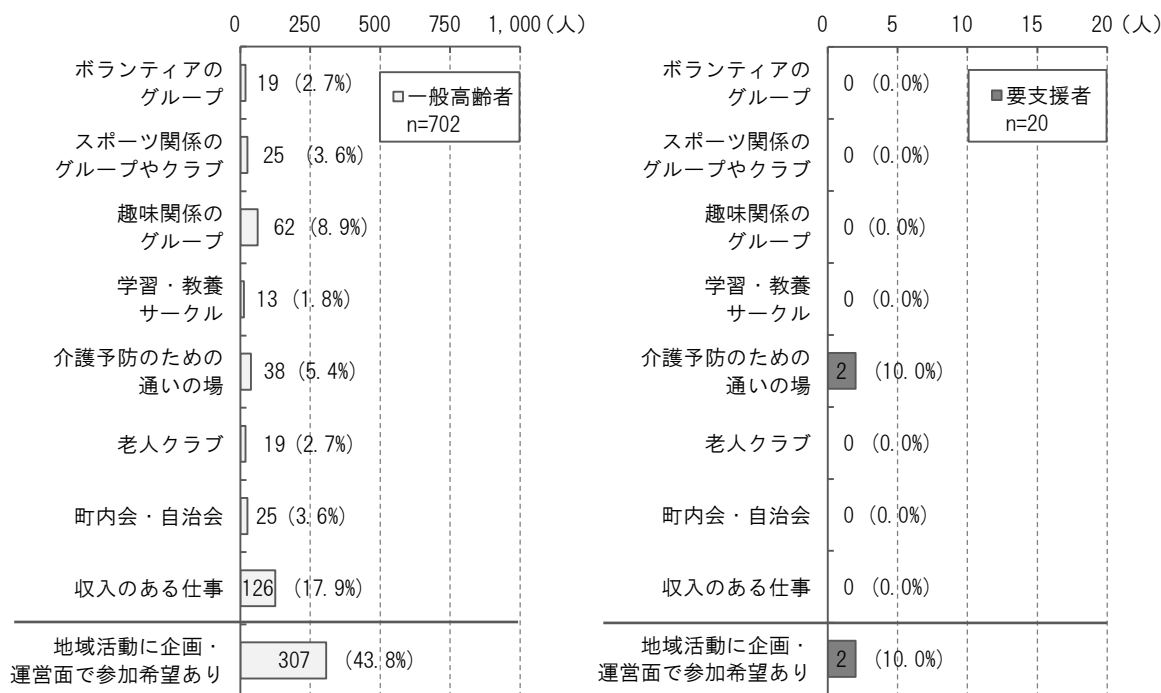 0 250 500 750 1,000 (人)
ボランティアの
グループ
19 (2.7%)
スポーツ関係の
グループやクラブ
25 (3.6%)
趣味関係の
グループ
62 (8.9%)
学習・教養
サークル
13 (1.8%)
介護予防のための
通いの場
38 (5.4%)
老人クラブ
19 (2.7%)
町内会・自治会
25 (3.6%)
収入のある仕事
126 (17.9%)
地域活動に企画・
運営面で参加希望あり
307 (43.8%)
一般高齢者
n=702
0 5 10 15 20 (人)
ボランティアの
グループ
0 (0.0%)
スポーツ関係の
グループやクラブ
0 (0.0%)
趣味関係の
グループ
0 (0.0%)
学習・教養
サークル
0 (0.0%)
介護予防のための
通いの場
2 (10.0%)
老人クラブ
0 (0.0%)
町内会・自治会
0 (0.0%)
収入のある仕事
0 (0.0%)
地域活動に企画・
運営面で参加希望あり
2 (10.0%)
要支援者
n=20